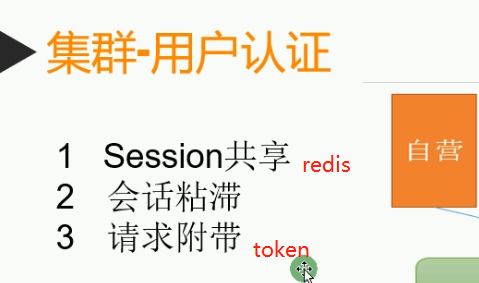 集群-用户认证
1 Session共享 redis
2 会话粘滞
3 请求附带 token
自营